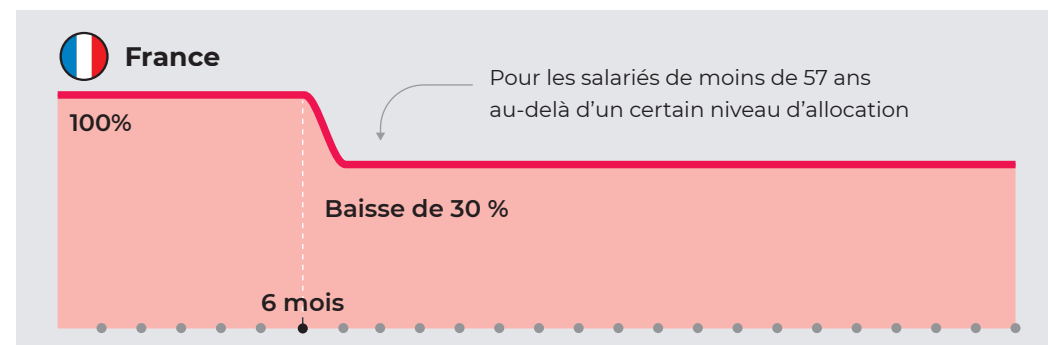 France
Pour les salariés de moins de 57 ans
au-delà d’un certain niveau d’allocation
100%
Baisse de 30 %
6 mois